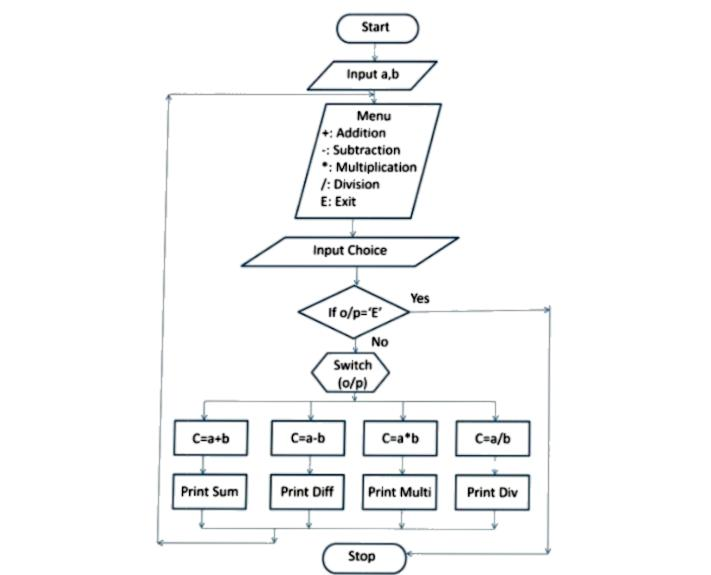 Start
Input a,b
Menu
+: Addition
-: Subtraction
*: Multiplication
/: Division
E: Exit
Input Choice
If o/p='E'
Yes
No
Switch
(o/p)
C=a+b
C=a-b
C=a*b
C=a/b
Print Sum
Print Diff
Print Multi
Print Div
Stop